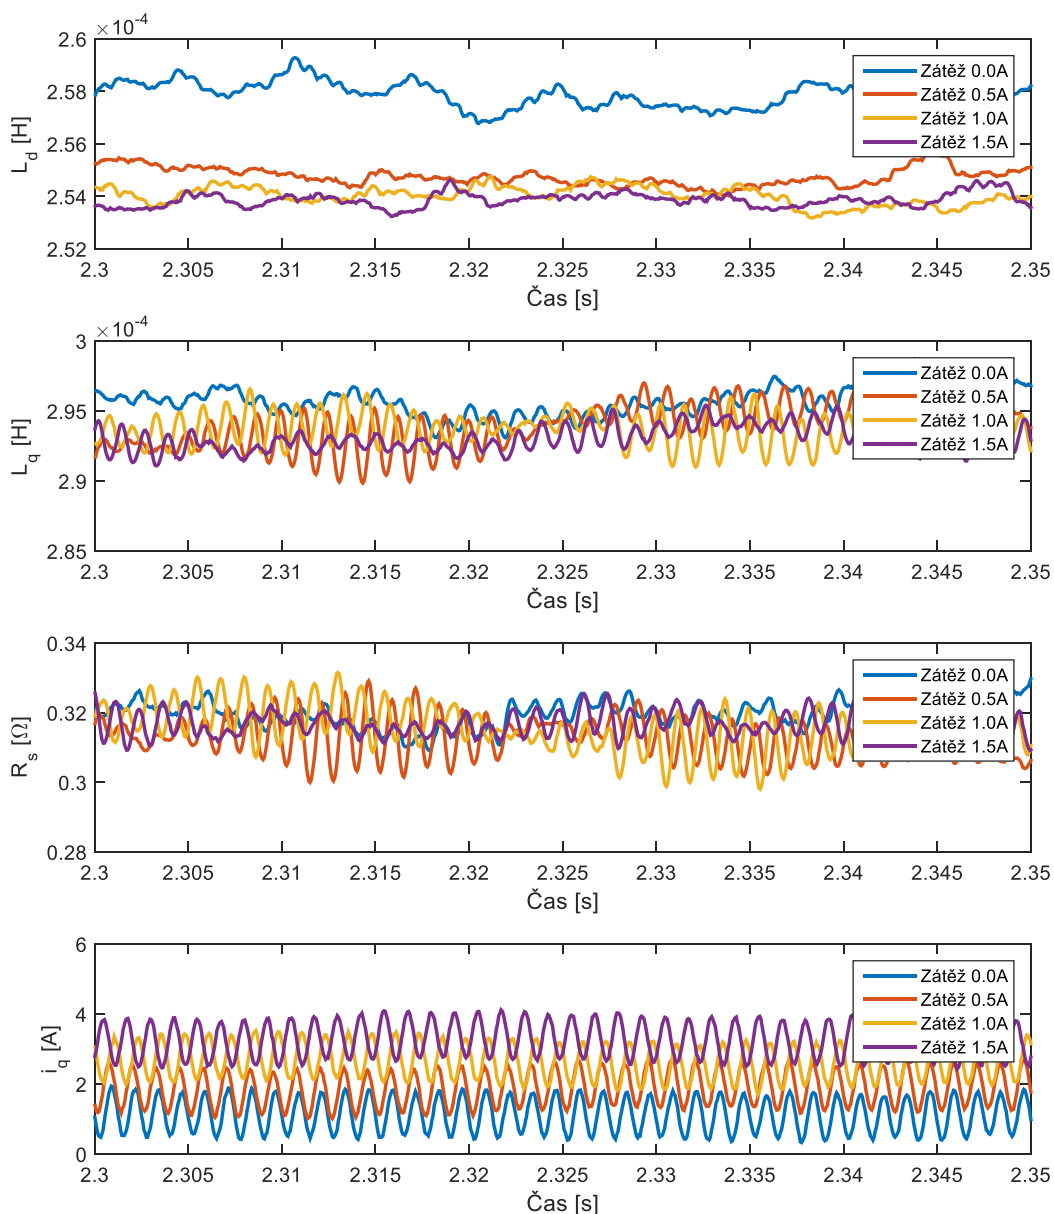 ×10⁻⁴
2.6
2.58
2.56
2.54
2.52
L_d [H]
Zátěž 0.0A
Zátěž 0.5A
Zátěž 1.0A
Zátěž 1.5A
2.3 2.305 2.31 2.315 2.32 2.325 2.33 2.335 2.34 2.345 2.35
Čas [s]
×10⁻⁴
3
2.95
2.9
2.85
L_q [H]
Zátěž 0.0A
Zátěž 0.5A
Zátěž 1.0A
Zátěž 1.5A
2.3 2.305 2.31 2.315 2.32 2.325 2.33 2.335 2.34 2.345 2.35
Čas [s]
0.34
0.32
0.3
0.28
R_s [Ω]
Zátěž 0.0A
Zátěž 0.5A
Zátěž 1.0A
Zátěž 1.5A
2.3 2.305 2.31 2.315 2.32 2.325 2.33 2.335 2.34 2.345 2.35
Čas [s]
6
4
2
0
i_q [A]
Zátěž 0.0A
Zátěž 0.5A
Zátěž 1.0A
Zátěž 1.5A
2.3 2.305 2.31 2.315 2.32 2.325 2.33 2.335 2.34 2.345 2.35
Čas [s]